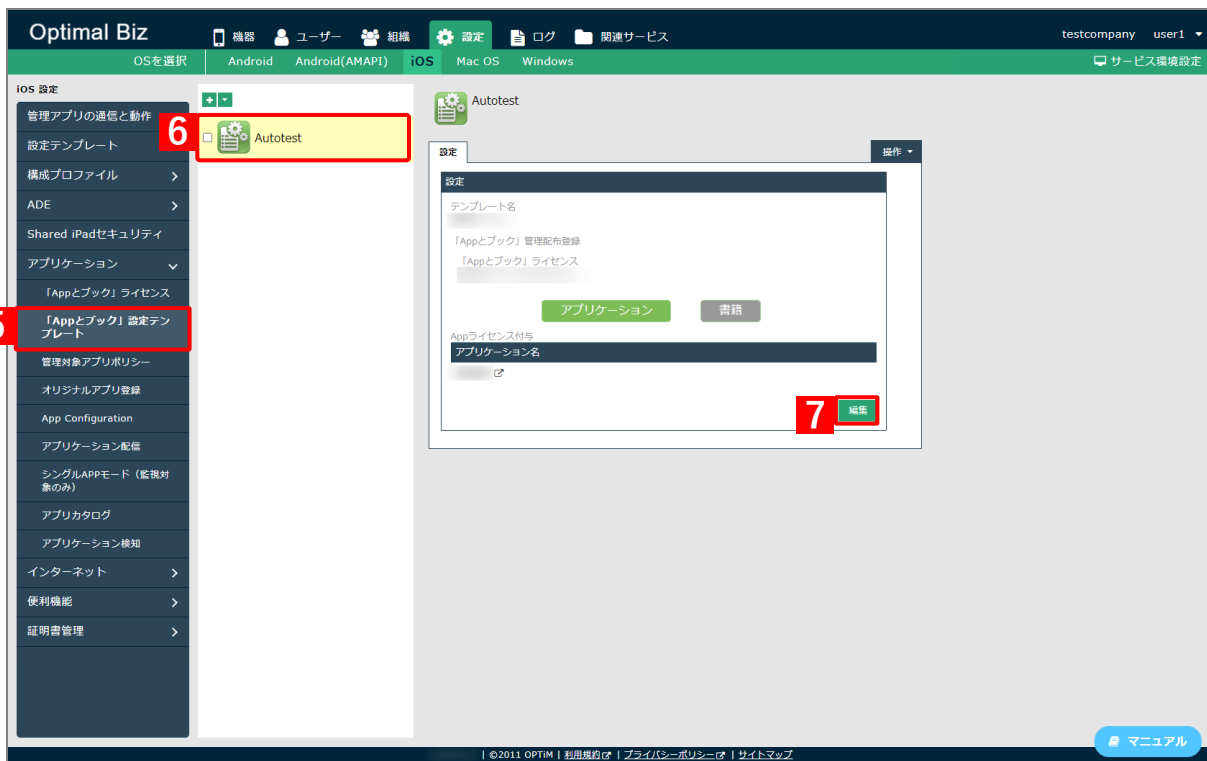 Optimal Biz
機器 ユーザー 組織 設定 ログ 関連サービス
testcompany user1
OSを選択 Android Android(AMAPI) iOS Mac OS Windows サービス環境設定
iOS 設定
管理アプリの通信と動作
設定テンプレート
構成プロファイル
ADE
Shared iPadセキュリティ
アプリケーション
「Appとブック」ライセンス
5
「Appとブック」設定テン
プレート
管理対象アプリポリシー
オリジナルアプリ登録
App Configuration
アプリケーション配信
シングルAPPモード（監視対
象のみ）
アプリカタログ
アプリケーション検知
インターネット
便利機能
証明書管理
6
Autotest
Autotest
設定
操作
設定
テンプレート名
「Appとブック」管理配布登録
「Appとブック」ライセンス
アプリケーション 書籍
Appライセンス付与
アプリケーション名
7
編集
マニュアル
| ©2011 OPTiM | 利用規約 | プライバシーポリシー | サイトマップ